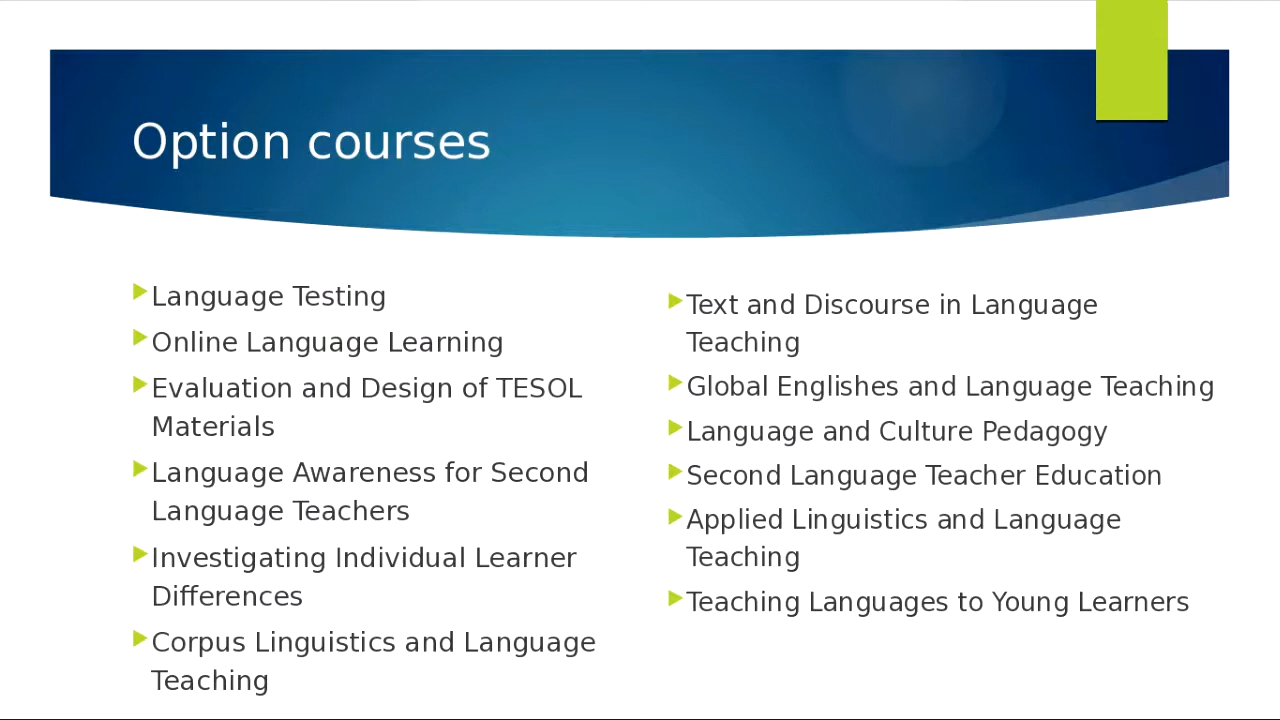 Option courses
Language Testing
Online Language Learning
Evaluation and Design of TESOL
Materials
Language Awareness for Second
Language Teachers
Investigating Individual Learner
Differences
Corpus Linguistics and Language
Teaching
Text and Discourse in Language
Teaching
Global Englishes and Language Teaching
Language and Culture Pedagogy
Second Language Teacher Education
Applied Linguistics and Language
Teaching
Teaching Languages to Young Learners